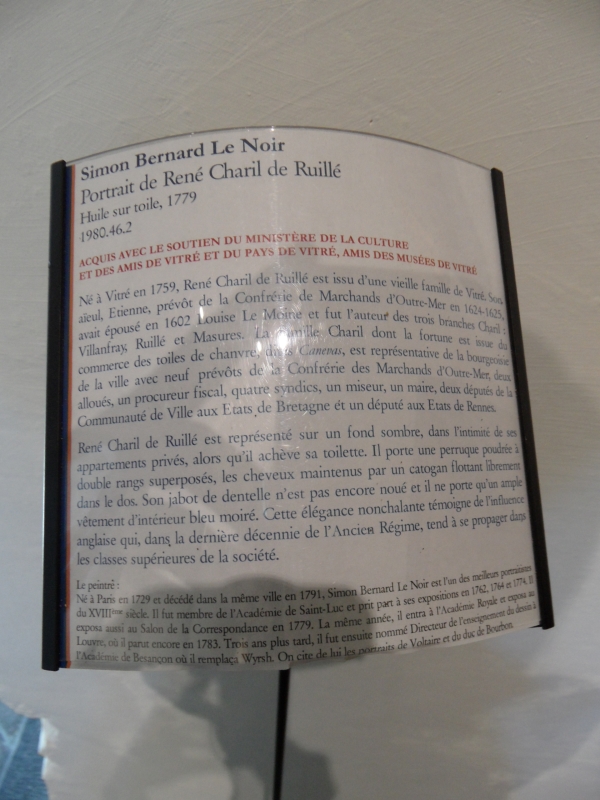 Simon Bernard Le Noir
Portrait de René Charil de Ruillé
Huile sur toile, 1779
1980.46.2
ACQUIS AVEC LE SOUTIEN DU MINISTÈRE DE LA CULTURE
ET DES AMIS DE VITRÉ ET DU PAYS DE VITRÉ, AMIS DES MUSÉES DE VITRÉ
Né à Vitré en 1759, René Charil de Ruillé est issu d'une vieille famille de Vitré. Son
aïeul, Etienne, prévôt de la Confrérie de Marchands d'Outre-Mer en 1624-1625,
avait épousé en 1602 Louise Le Moine et fut l'auteur des trois branches Charil :
Villanfray, Ruillé et Masures. La famille Charil dont la fortune est issue du
commerce des toiles de chanvre, dites Canevas, est représentative de la bourgeoisie
de la ville avec neuf prévôts de la Confrérie des Marchands d'Outre-Mer, deux
alloués, un procureur fiscal, quatre syndics, un miseur, un maire, deux députés de la
Communauté de Ville aux Etats de Bretagne et un député aux Etats de Rennes.
René Charil de Ruillé est représenté sur un fond sombre, dans l'intimité de ses
appartements privés, alors qu'il achève sa toilette. Il porte une perruque poudrée à
double rangs superposés, les cheveux maintenus par un catogan flottant librement
dans le dos. Son jabot de dentelle n'est pas encore noué et il ne porte qu'un ample
vêtement d'intérieur bleu moiré. Cette élégance nonchalante témoigne de l'influence
anglaise qui, dans la dernière décennie de l'Ancien Régime, tend à se propager dans
les classes supérieures de la société.
Le peintre :
Né à Paris en 1729 et décédé dans la même ville en 1791, Simon Bernard Le Noir est l'un des meilleurs portraitistes
du XVIIIème siècle. Il fut membre de l'Académie de Saint-Luc et prit part à ses expositions en 1762, 1764 et 1774, Il
exposa aussi au Salon de la Correspondance en 1779. La même année, il entra à l'Académie Royale et exposa au
Louvre, où il parut encore en 1783. Trois ans plus tard, il fut ensuite nommé Directeur de l'enseignement du dessin à
l'Académie de Besançon où il remplaça Wyrsh. On cite de lui les portraits de Voltaire et du duc de Bourbon.